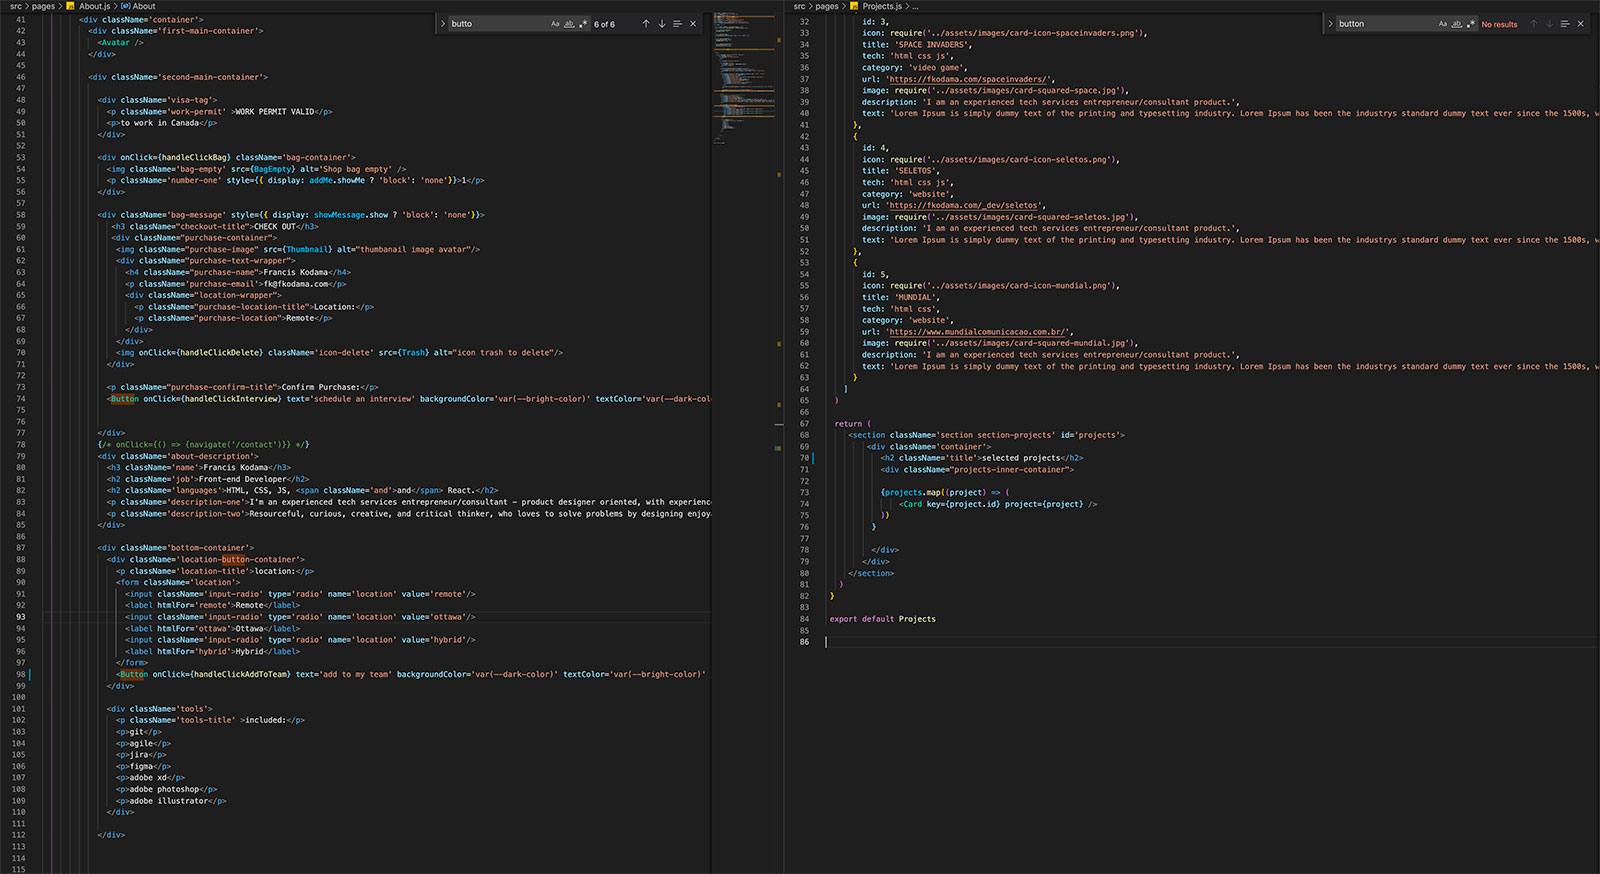 src > pages > JS About.js > About
butto
Aa ab .* 6 of 6
41 <div className='container'>
42 <div className='first-main-container'>
43 <Avatar />
44 </div>
45
46 <div className='second-main-container'>
47
48 <div className='visa-tag'>
49 <p className='work-permit' >WORK PERMIT VALID</p>
50 <p>to work in Canada</p>
51 </div>
52
53 <div onClick={handleClickBag} className='bag-container'>
54 <img className='bag-empty' src={BagEmpty} alt='Shop bag empty' />
55 <p className='number-one' style={{ display: addMe.showMe ? 'block': 'none'}}>1</p>
56 </div>
57
58 <div className='bag-message' style={{ display: showMessage.show ? 'block': 'none'}}>
59 <h3 className="checkout-title">CHECK OUT</h3>
60 <div className="purchase-container">
61 <img className="purchase-image" src={Thumbnail} alt="thumbanail image avatar"/>
62 <div className="purchase-text-wrapper">
63 <h4 className="purchase-name">Francis Kodama</h4>
64 <p className='purchase-email'>fk@fkodama.com</p>
65 <div className="location-wrapper">
66 <p className="purchase-location-title">Location:</p>
67 <p className="purchase-location">Remote</p>
68 </div>
69 </div>
70 <img onClick={handleClickDelete} className='icon-delete' src={Trash} alt="icon trash to delete"/>
71 </div>
72
73 <p className="purchase-confirm-title">Confirm Purchase:</p>
74 <Button onClick={handleClickInterview} text='schedule an interview' backgroundColor='var(--bright-color)' textColor='var(--dark-col
75
76
77 </div>
78 {/* onClick={() => {navigate('/contact')}} */}
79 <div className='about-description'>
80 <h3 className='name'>Francis Kodama</h3>
81 <h2 className='job'>Front-end Developer</h2>
82 <h2 className='languages'>HTML, CSS, JS, <span className='and'>and</span> React.</h2>
83 <p className='description-one'>I'm an experienced tech services entrepreneur/consultant - product designer oriented, with experienc
84 <p className='description-two'>Resourceful, curious, creative, and critical thinker, who loves to solve problems by designing enjoy
85 </div>
86
87 <div className='bottom-container'>
88 <div className='location-button-container'>
89 <p className='location-title'>location:</p>
90 <form className='location'>
91 <input className='input-radio' type='radio' name='location' value='remote'/>
92 <label htmlFor='remote'>Remote</label>
93 <input className='input-radio' type='radio' name='location' value='ottawa'/>
94 <label htmlFor='ottawa'>Ottawa</label>
95 <input className='input-radio' type='radio' name='location' value='hybrid'/>
96 <label htmlFor='hybrid'>Hybrid</label>
97 </form>
98 <Button onClick={handleClickAddToTeam} text='add to my team' backgroundColor='var(--dark-color)' textColor='var(--bright-color)'
99 </div>
100
101 <div className='tools'>
102 <p className='tools-title' >included:</p>
103 <p>git</p>
104 <p>agile</p>
105 <p>jira</p>
106 <p>figma</p>
107 <p>adobe xd</p>
108 <p>adobe photoshop</p>
109 <p>adobe illustrator</p>
110 </div>
111
112 </div>
113
114
115
src > pages > JS Projects.js > ...
button
Aa ab .* No results
32 id: 3,
33 icon: require('../assets/images/card-icon-spaceinvaders.png'),
34 title: 'SPACE INVADERS',
35 tech: 'html css js',
36 category: 'video game',
37 url: 'https://fkodama.com/spaceinvaders/',
38 image: require('../assets/images/card-squared-space.jpg'),
39 description: 'I am an experienced tech services entrepreneur/consultant product.',
40 text: 'Lorem Ipsum is simply dummy text of the printing and typesetting industry. Lorem Ipsum has been the industrys standard dummy text ever since the 1500s, w
41 },
42 {
43 id: 4,
44 icon: require('../assets/images/card-icon-seletos.png'),
45 title: 'SELETOS',
46 tech: 'html css js',
47 category: 'website',
48 url: 'https://fkodama.com/_dev/seletos',
49 image: require('../assets/images/card-squared-seletos.jpg'),
50 description: 'I am an experienced tech services entrepreneur/consultant product.',
51 text: 'Lorem Ipsum is simply dummy text of the printing and typesetting industry. Lorem Ipsum has been the industrys standard dummy text ever since the 1500s, w
52 },
53 {
54 id: 5,
55 icon: require('../assets/images/card-icon-mundial.png'),
56 title: 'MUNDIAL',
57 tech: 'html css',
58 category: 'website',
59 url: 'https://www.mundialcomunicacao.com.br/',
60 image: require('../assets/images/card-squared-mundial.jpg'),
61 description: 'I am an experienced tech services entrepreneur/consultant product.',
62 text: 'Lorem Ipsum is simply dummy text of the printing and typesetting industry. Lorem Ipsum has been the industrys standard dummy text ever since the 1500s, w
63 }
64 ]
65 )
66
67 return (
68 <section className='section section-projects' id='projects'>
69 <div className='container'>
70 <h2 className='title'>selected projects</h2>
71 <div className="projects-inner-container">
72
73 {projects.map((project) => (
74 <Card key={project.id} project={project} />
75 ))
76 }
77
78 </div>
79 </div>
80 </section>
81 )
82 }
83
84 export default Projects
85
86